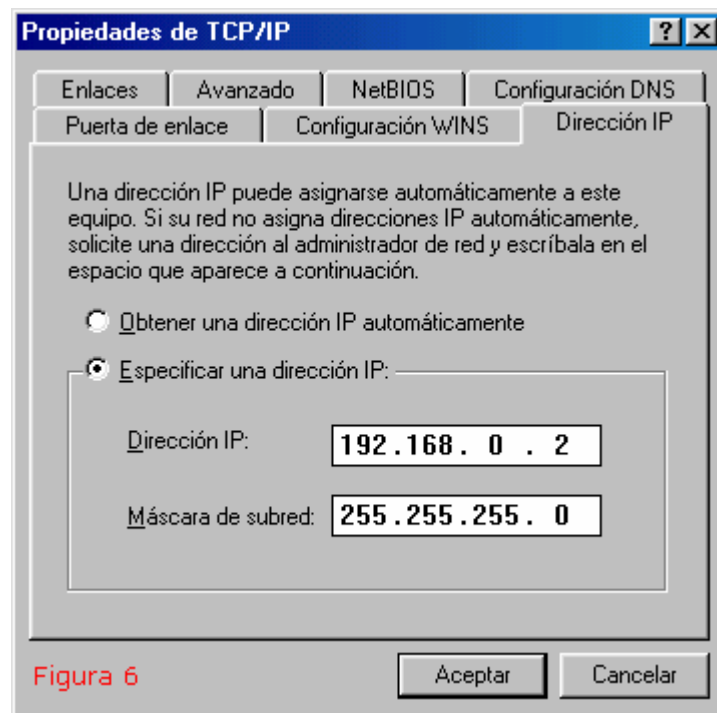 Propiedades de TCP/IP
Enlaces Avanzado NetBIOS Configuración DNS
Puerta de enlace Configuración WINS Dirección IP
Una dirección IP puede asignarse automáticamente a este
equipo. Si su red no asigna direcciones IP automáticamente,
solicite una dirección al administrador de red y escríbala en el
espacio que aparece a continuación.
Obtener una dirección IP automáticamente
Especificar una dirección IP:
Dirección IP: 192.168. 0 . 2
Máscara de subred: 255.255.255. 0
Figura 6 Aceptar Cancelar